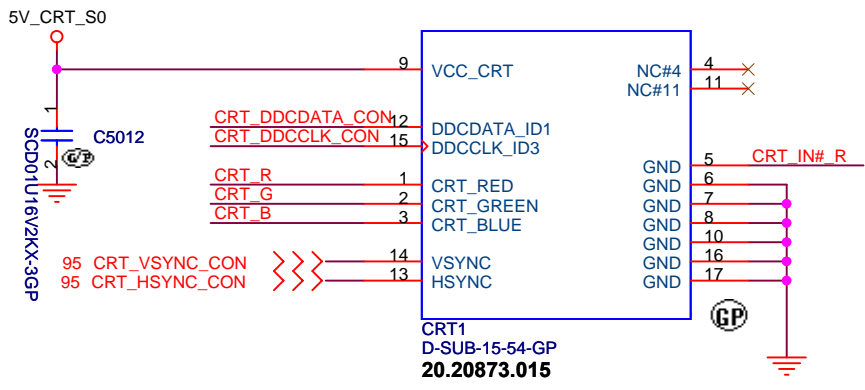 5V_CRT_S0
9 VCC_CRT
NC#4 4
NC#11 11
1
C5012
2
G/P
SCD01U16V2KX-3GP
CRT_DDCDATA_CON 12 DDCDATA_ID1
CRT_DDCCLK_CON 15 DDCCLK_ID3
GND 5 CRT_IN#_R
CRT_R 1 CRT_RED
GND 6
CRT_G 2 CRT_GREEN
GND 7
CRT_B 3 CRT_BLUE
GND 8
GND 10
95 CRT_VSYNC_CON 14 VSYNC
GND 16
95 CRT_HSYNC_CON 13 HSYNC
GND 17
GP
CRT1
D-SUB-15-54-GP
20.20873.015